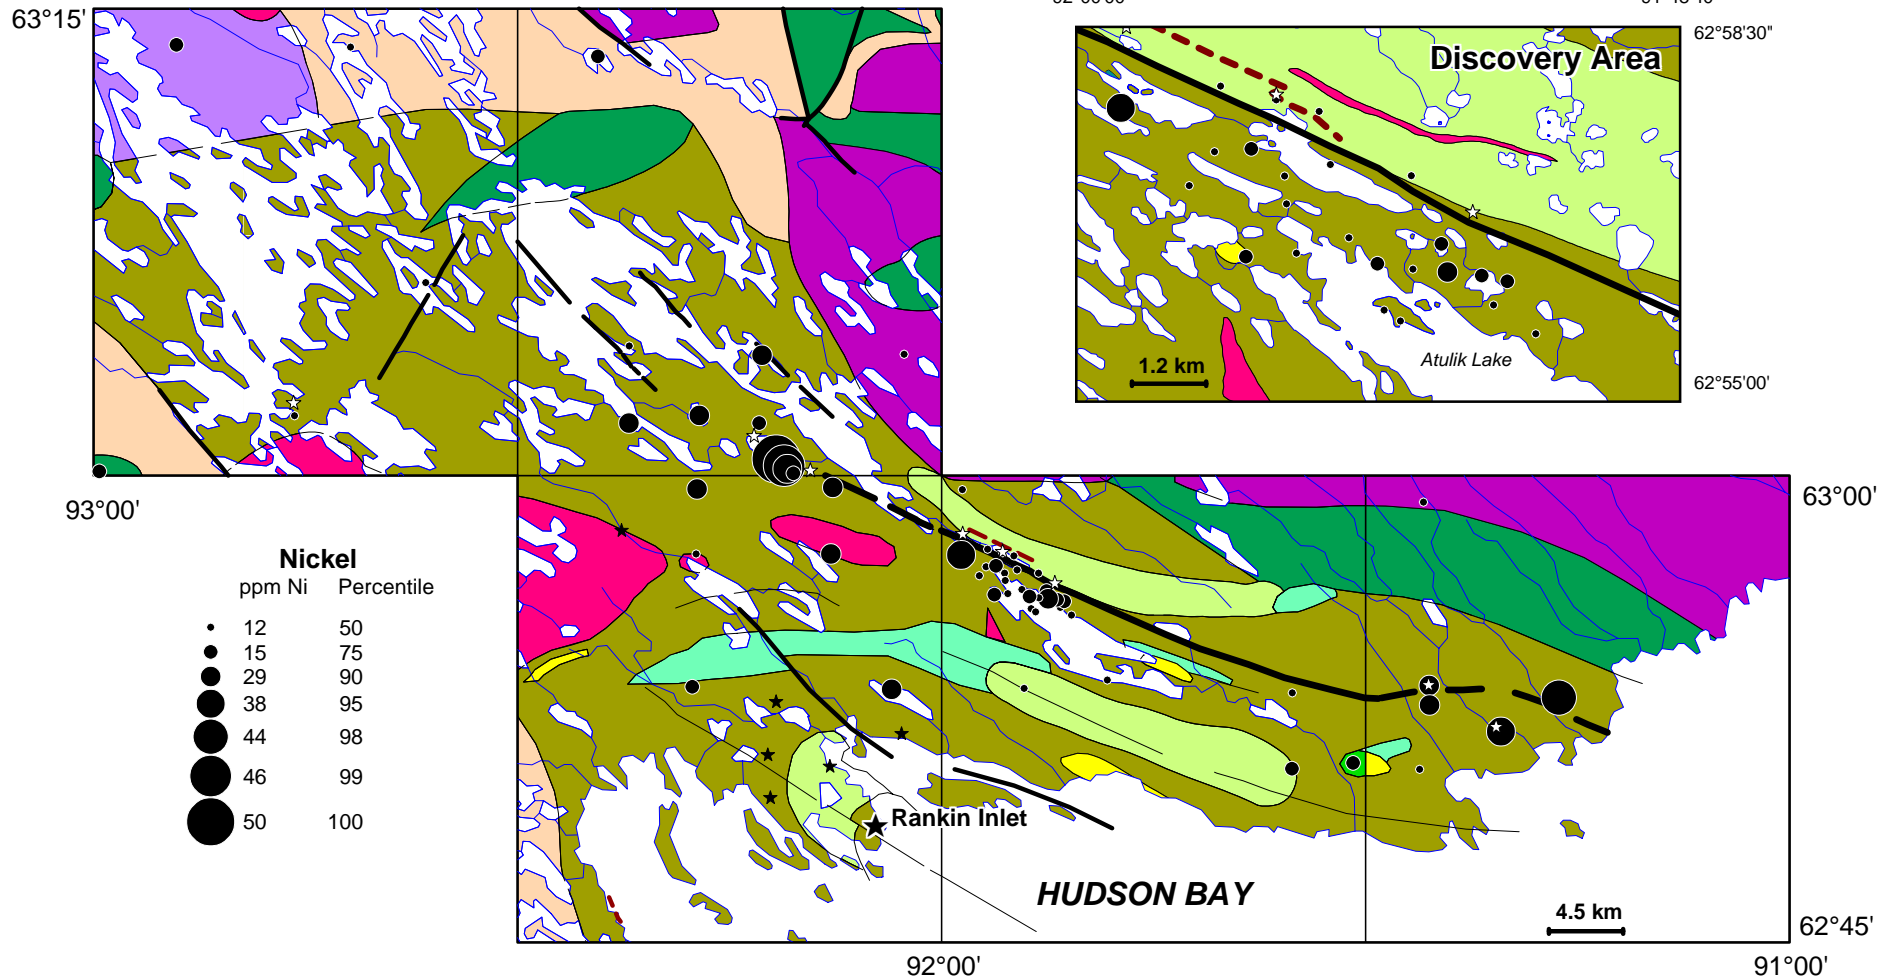 63°15'
62°58'30"
Discovery Area
1.2 km
Atulik Lake
62°55'00'
93°00'
63°00'
Nickel
ppm Ni Percentile
12 50
15 75
29 90
38 95
44 98
46 99
50 100
Rankin Inlet
HUDSON BAY
4.5 km
62°45'
92°00'
91°00'